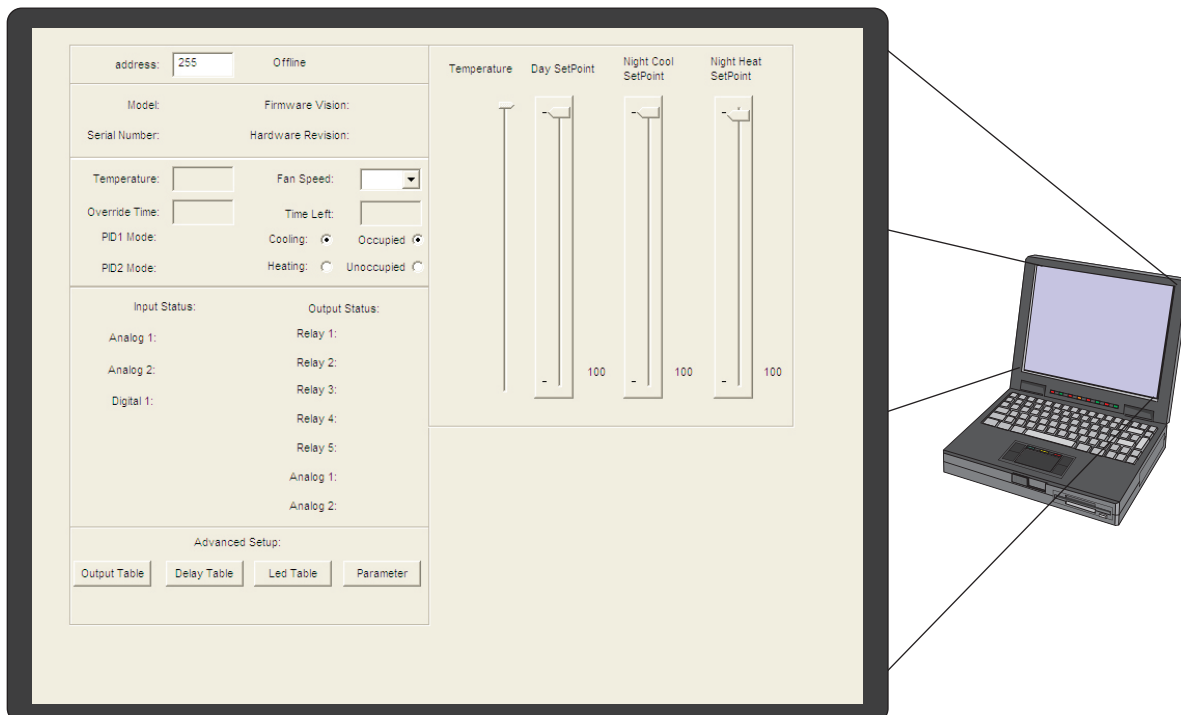 address: 255 Offline
Model: Firmware Vision:
Serial Number: Hardware Revision:
Temperature: Fan Speed:
Override Time: Time Left:
PID1 Mode: Cooling: Occupied
PID2 Mode: Heating: Unoccupied
Input Status: Output Status:
Analog 1: Relay 1:
Analog 2: Relay 2:
Digital 1: Relay 3:
Relay 4:
Relay 5:
Analog 1:
Analog 2:
Advanced Setup:
Output Table Delay Table Led Table Parameter
Temperature Day SetPoint Night Cool SetPoint Night Heat SetPoint
100 100 100